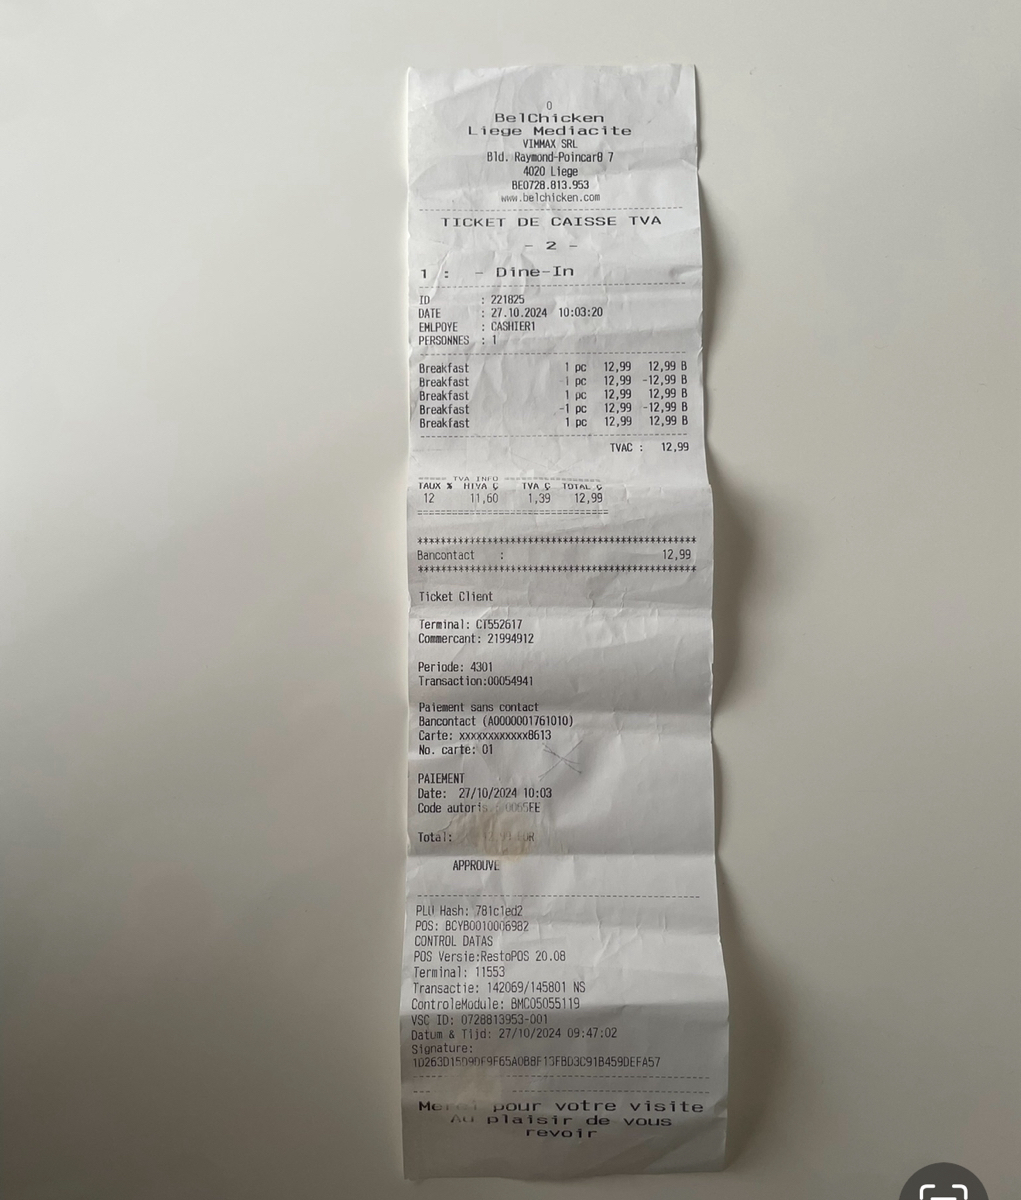 0
BelChicken
Liege Mediacite
VIMMAX SRL
Bld. Raymond-Poincar8 7
4020 Liege
BE0728.813.953
www.belchicken.com
TICKET DE CAISSE TVA
- 2 -
1 : - Dine-In
ID : 221825
DATE : 27.10.2024 10:03:20
EMLPOYE : CASHIER1
PERSONNES : 1
Breakfast 1 pc 12,99 12,99 B
Breakfast -1 pc 12,99 -12,99 B
Breakfast 1 pc 12,99 12,99 B
Breakfast -1 pc 12,99 -12,99 B
Breakfast 1 pc 12,99 12,99 B
TVAC : 12,99
===== TVA INFO =====
TAUX % HTVA Ç TVA Ç TOTAL Ç
12 11,60 1,39 12,99
Bancontact : 12,99
Ticket Client
Terminal: CT552617
Commercant: 21994912
Periode: 4301
Transaction:00054941
Paiement sans contact
Bancontact (A0000001761010)
Carte: xxxxxxxxxxxx8613
No. carte: 01
PAIEMENT
Date: 27/10/2024 10:03
Code autoris.:
Total: EUR
APPROUVE
PLU Hash: 781c1ed2
POS: BCYB0010006982
CONTROL DATAS
POS Versie:RestoPOS 20.08
Terminal: 11553
Transactie: 142069/145801 NS
ControleModule: BMC05055119
VSC ID: 0728813953-001
Datum & Tijd: 27/10/2024 09:47:02
Signature:
Merci pour votre visite
Au plaisir de vous
revoir